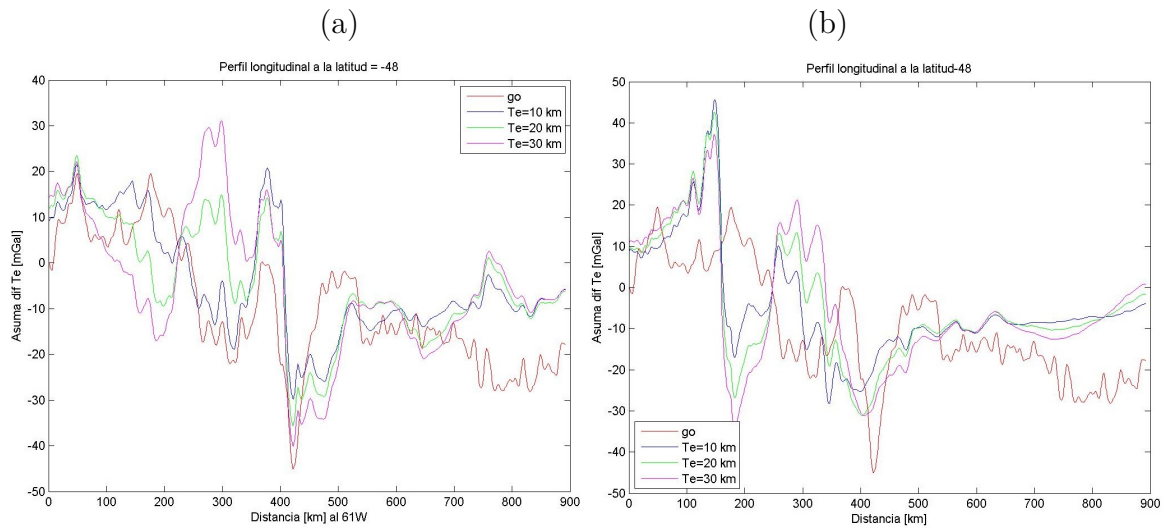 (a)
Perfil longitudinal a la latitud = -48
Asuma dif Te [mGal]
40
30
20
10
0
-10
-20
-30
-40
-50
go
Te=10 km
Te=20 km
Te=30 km
0 100 200 300 400 500 600 700 800 900
Distancia [km] al 61W
(b)
Perfil longitudinal a la latitud-48
Asuma dif Te [mGal]
50
40
30
20
10
0
-10
-20
-30
-40
-50
go
Te=10 km
Te=20 km
Te=30 km
0 100 200 300 400 500 600 700 800 900
Distancia [km]